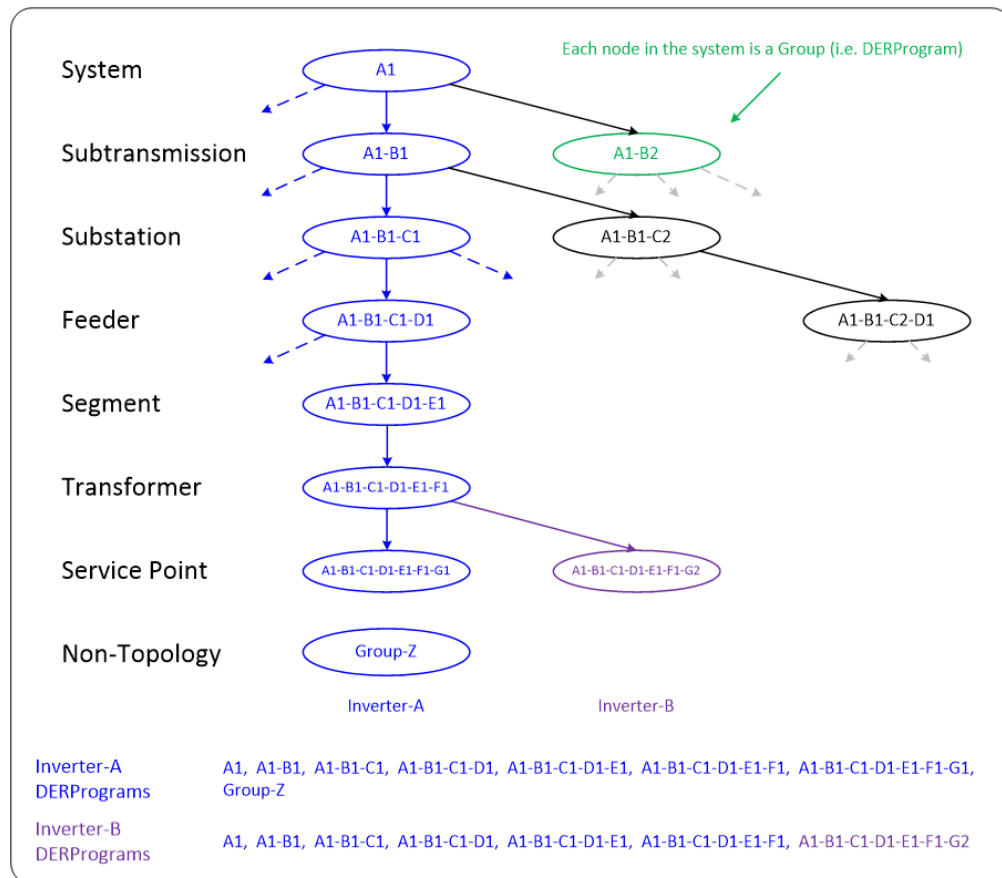 Each node in the system is a Group (i.e. DERProgram)
System
A1
Subtransmission
A1-B1
A1-B2
Substation
A1-B1-C1
A1-B1-C2
Feeder
A1-B1-C1-D1
A1-B1-C2-D1
Segment
A1-B1-C1-D1-E1
Transformer
A1-B1-C1-D1-E1-F1
Service Point
A1-B1-C1-D1-E1-F1-G1
A1-B1-C1-D1-E1-F1-G2
Non-Topology
Group-Z
Inverter-A
Inverter-B
Inverter-A
DERPrograms
A1, A1-B1, A1-B1-C1, A1-B1-C1-D1, A1-B1-C1-D1-E1, A1-B1-C1-D1-E1-F1, A1-B1-C1-D1-E1-F1-G1,
Group-Z
Inverter-B
DERPrograms
A1, A1-B1, A1-B1-C1, A1-B1-C1-D1, A1-B1-C1-D1-E1, A1-B1-C1-D1-E1-F1, A1-B1-C1-D1-E1-F1-G2